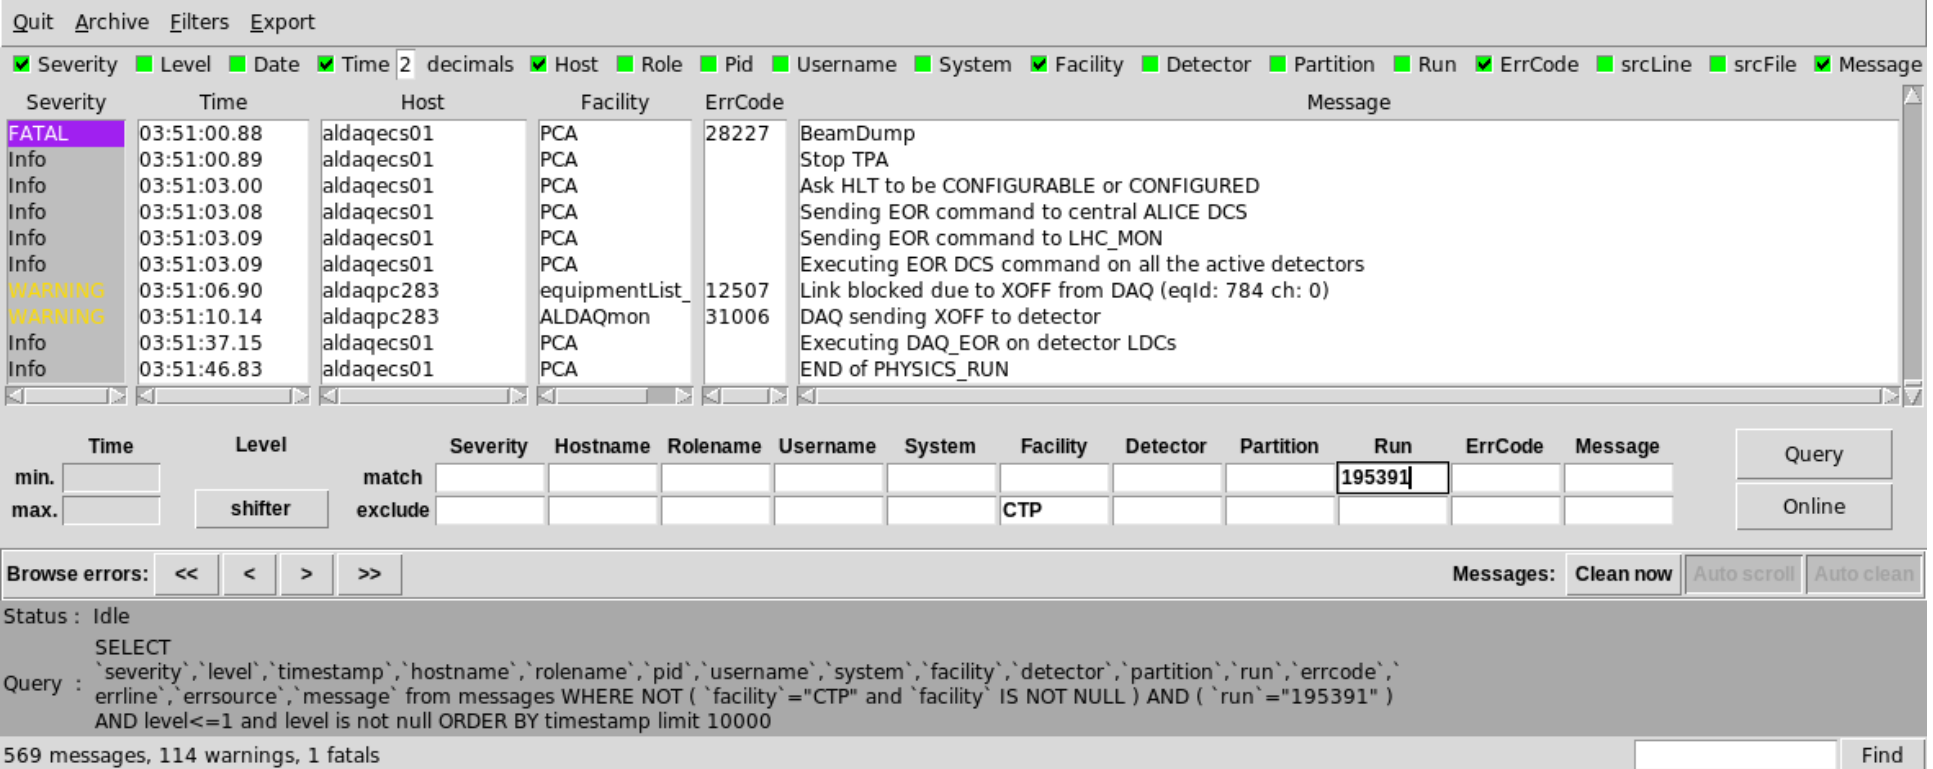 Quit Archive Filters Export
Severity Level Date Time 2 decimals Host Role Pid Username System Facility Detector Partition Run ErrCode srcLine srcFile Message
Severity Time Host Facility ErrCode Message
FATAL 03:51:00.88 aldaqecs01 PCA 28227 BeamDump
Info 03:51:00.89 aldaqecs01 PCA Stop TPA
Info 03:51:03.00 aldaqecs01 PCA Ask HLT to be CONFIGURABLE or CONFIGURED
Info 03:51:03.08 aldaqecs01 PCA Sending EOR command to central ALICE DCS
Info 03:51:03.09 aldaqecs01 PCA Sending EOR command to LHC_MON
Info 03:51:03.09 aldaqecs01 PCA Executing EOR DCS command on all the active detectors
WARNING 03:51:06.90 aldaqpc283 equipmentList_ 12507 Link blocked due to XOFF from DAQ (eqId: 784 ch: 0)
WARNING 03:51:10.14 aldaqpc283 ALDAQmon 31006 DAQ sending XOFF to detector
Info 03:51:37.15 aldaqecs01 PCA Executing DAQ_EOR on detector LDCs
Info 03:51:46.83 aldaqecs01 PCA END of PHYSICS_RUN
Time Level Severity Hostname Rolename Username System Facility Detector Partition Run ErrCode Message
min. match 195391 Query
max. shifter exclude CTP Online
Browse errors: << < > >> Messages: Clean now Auto scroll Auto clean
Status : Idle
Query : SELECT
`severity`,`level`,`timestamp`,`hostname`,`rolename`,`pid`,`username`,`system`,`facility`,`detector`,`partition`,`run`,`errcode`,`
errline`,`errsource`,`message` from messages WHERE NOT ( `facility`="CTP" and `facility` IS NOT NULL ) AND ( `run`="195391" )
AND level<=1 and level is not null ORDER BY timestamp limit 10000
569 messages, 114 warnings, 1 fatals Find